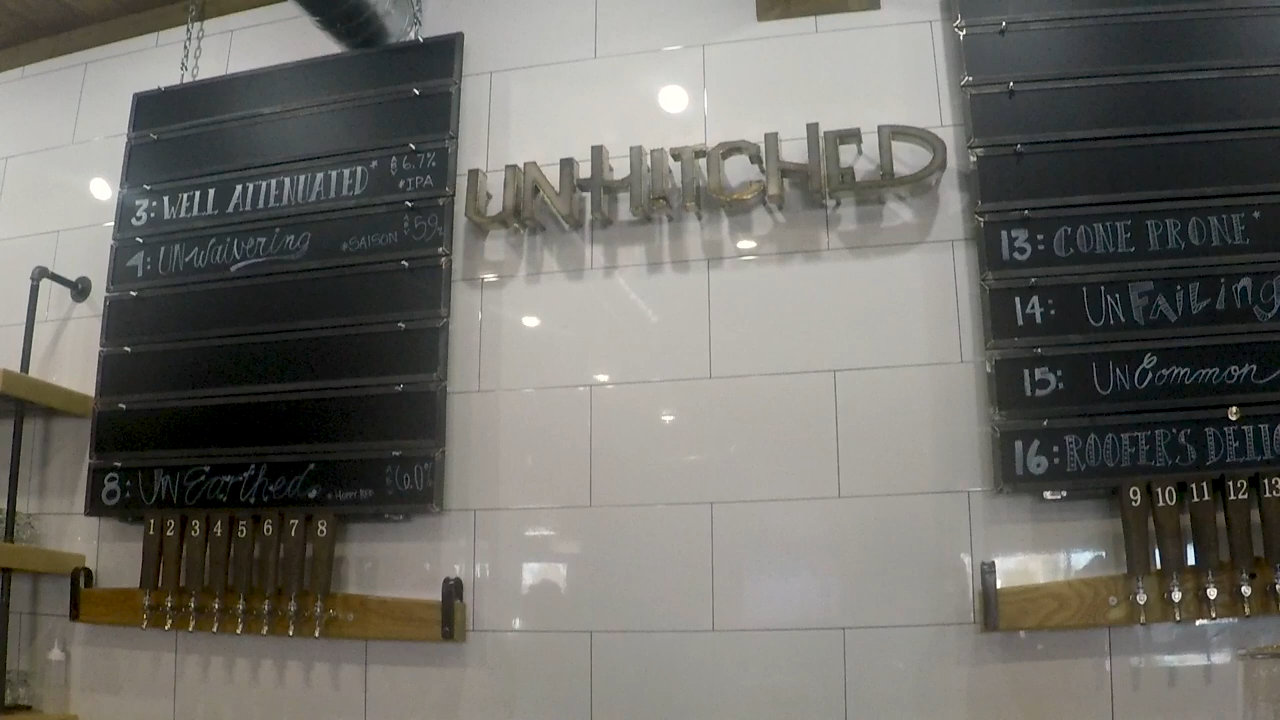 UNHITCHED
3: WELL ATTENUATED* 6.7%
*IPA
4: UNWaivering *SAISON 5.9%
8: UNEarthed 6.0%
1 2 3 4 5 6 7 8
13: CONE PRONE*
14: UNFAiLing
15: UNCommon
16: ROOFER'S DELI
9 10 11 12 13